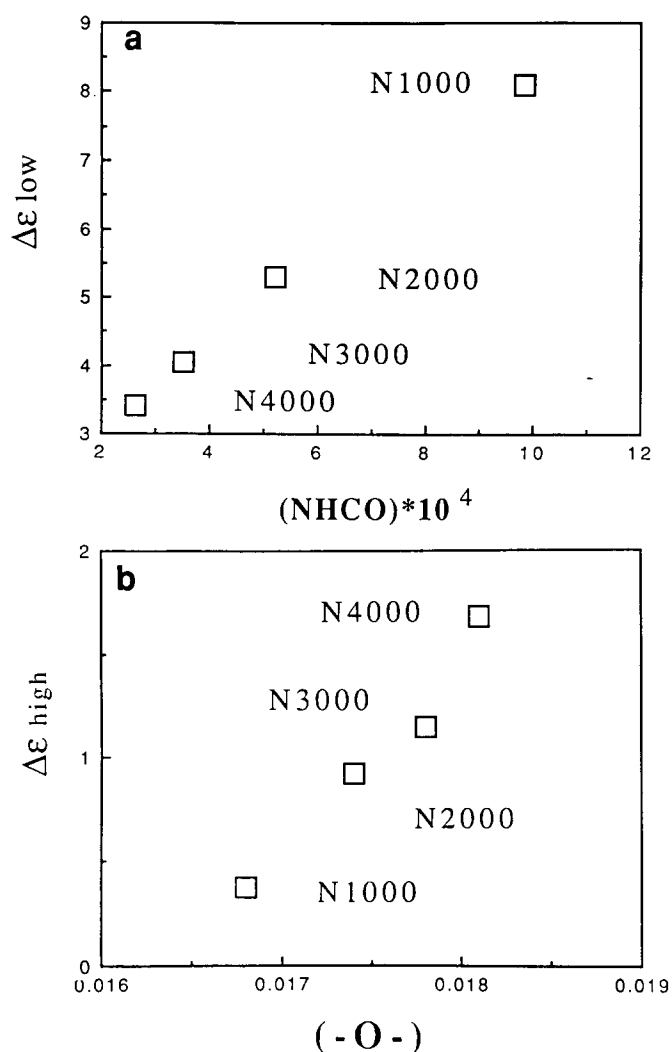 a
9
8
7
6
5
4
3
Δε low
N1000
N2000
N3000
N4000
2 4 6 8 10 12
(NHCO)*10 4
b
2
1
0
Δε high
N4000
N3000
N2000
N1000
0.016 0.017 0.018 0.019
( - O - )